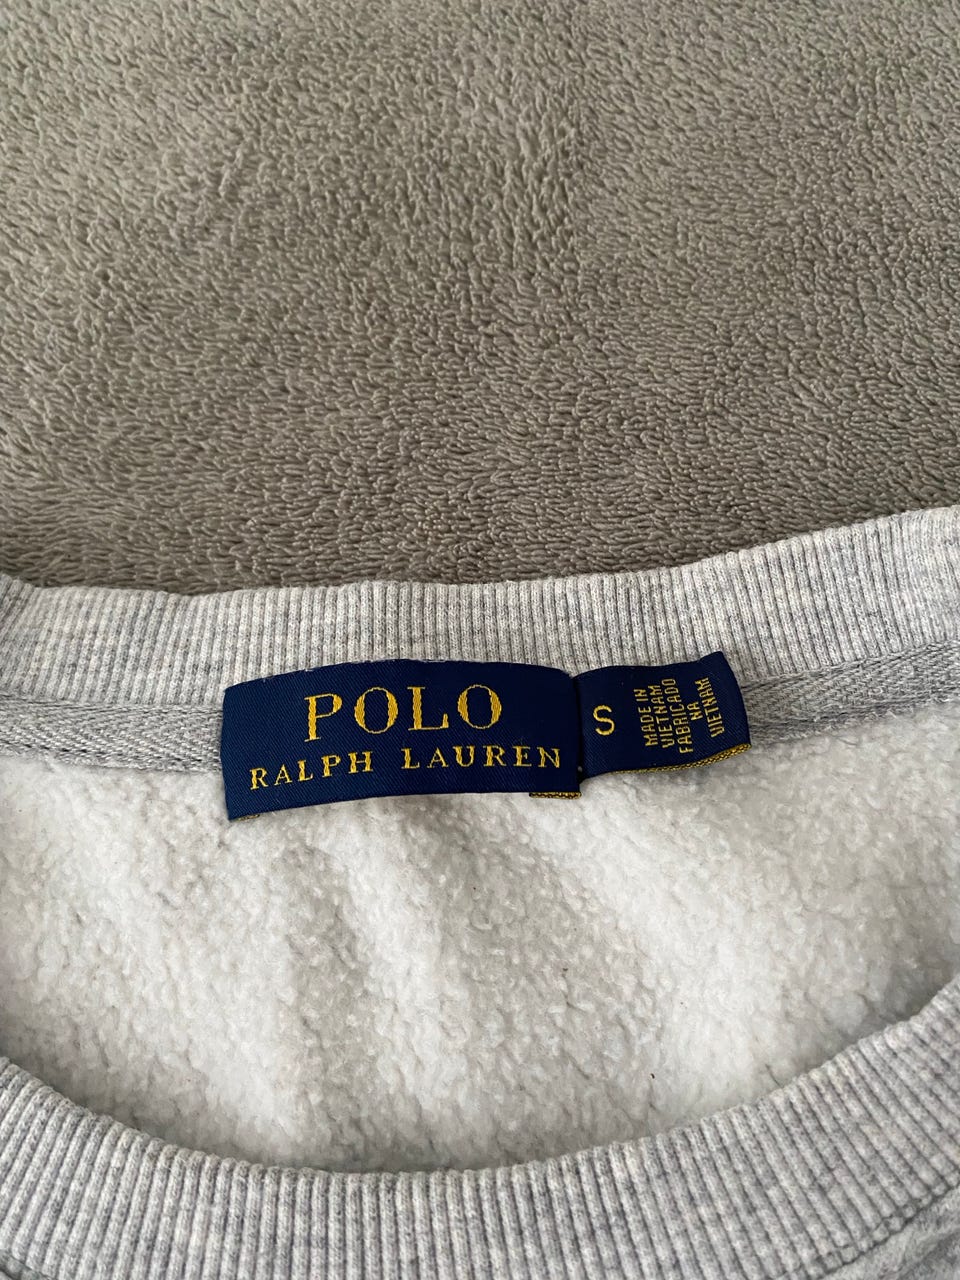 POLO
RALPH LAUREN
S
MADE IN
VIETNAM
FABRICADO
NA
VIETNAM